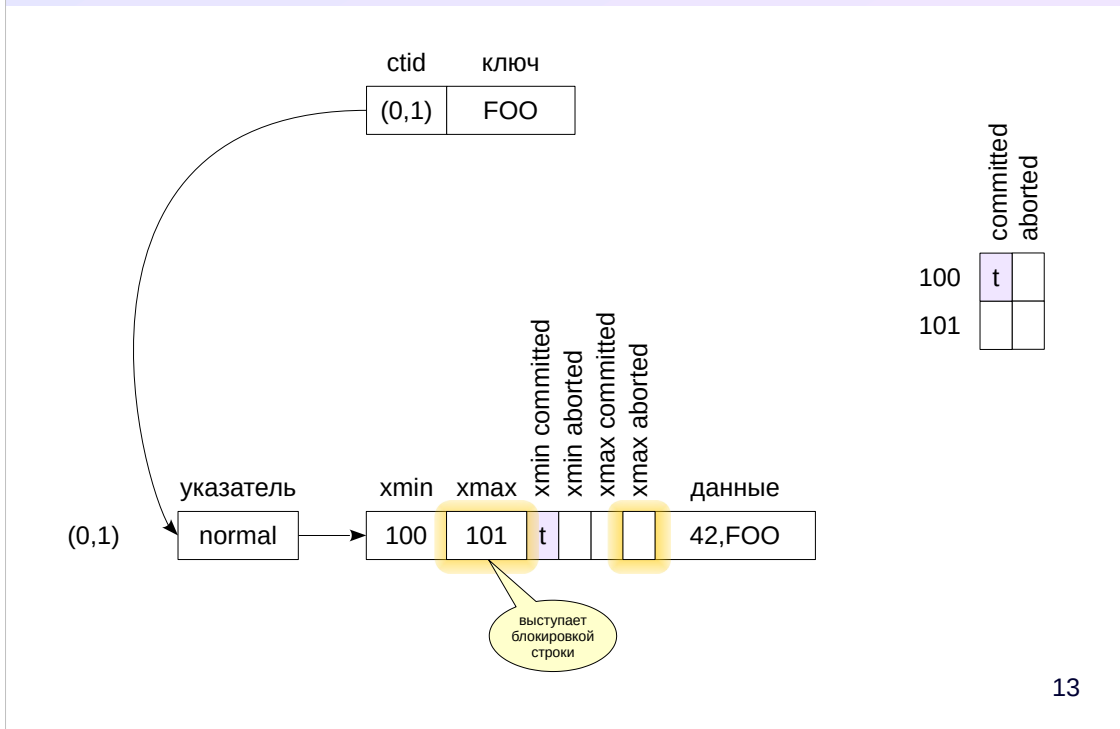 ctid ключ
(0,1) FOO
committed
aborted
100 t
101
xmin committed
xmin aborted
xmax committed
xmax aborted
указатель xmin xmax данные
(0,1) normal 100 101 t 42,FOO
выступает
блокировкой
строки
13